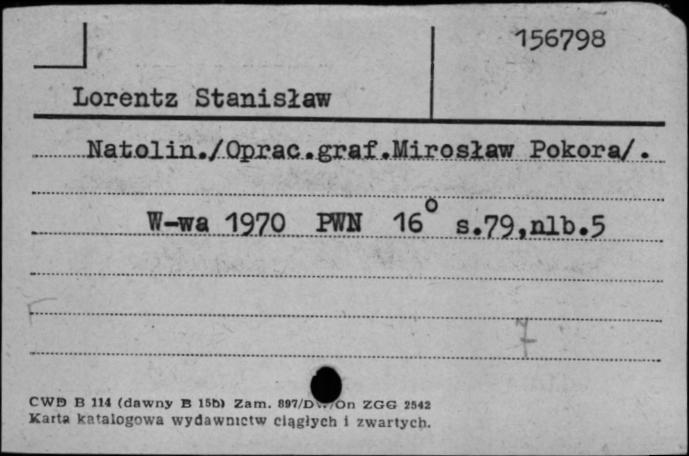 156798
Lorentz Stanisław
Natolin./Oprac.graf.Mirosław Pokora/.
W-wa 1970 PWN 16° s.79,nlb.5
7
CWD B 114 (dawny B 15b) Zam. 897/D /On ZGG 2542
Karta katalogowa wydawnictw ciągłych i zwartych.